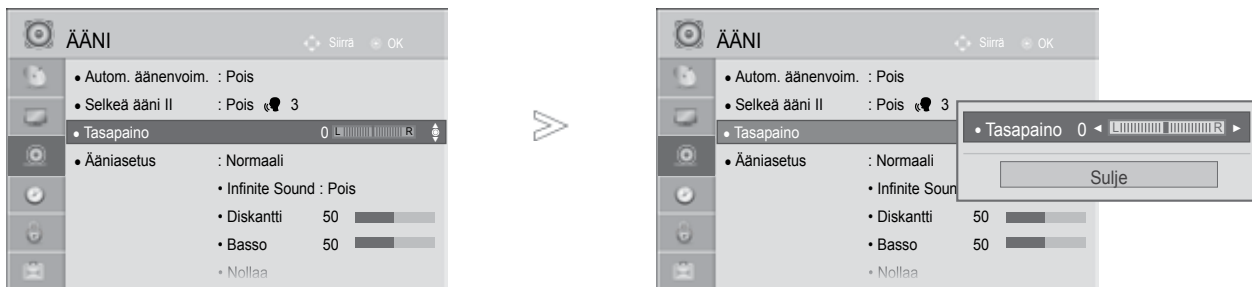 ÄÄNI Siirrä OK
• Autom. äänenvoim. : Pois
• Selkeä ääni II : Pois 3
• Tasapaino 0 L R
• Ääniasetus : Normaali
• Infinite Sound : Pois
• Diskantti 50
• Basso 50
• Nollaa
ÄÄNI Siirrä OK
• Autom. äänenvoim. : Pois
• Selkeä ääni II : Pois 3
• Tasapaino
• Ääniasetus : Normaali
• Infinite Soun
• Diskantti 50
• Basso 50
• Nollaa
• Tasapaino 0 ◄ L R ►
Sulje